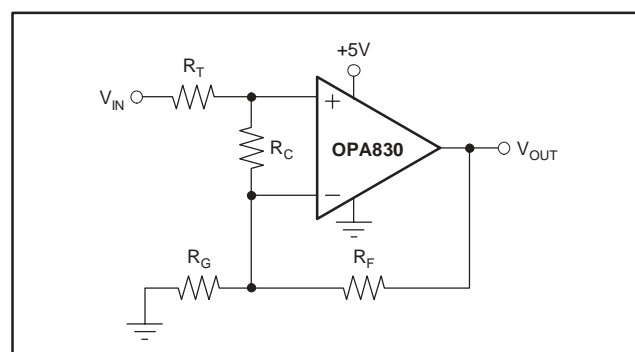 +5V
R_T
V_IN
+
R_C
OPA830
V_OUT
−
R_G
R_F